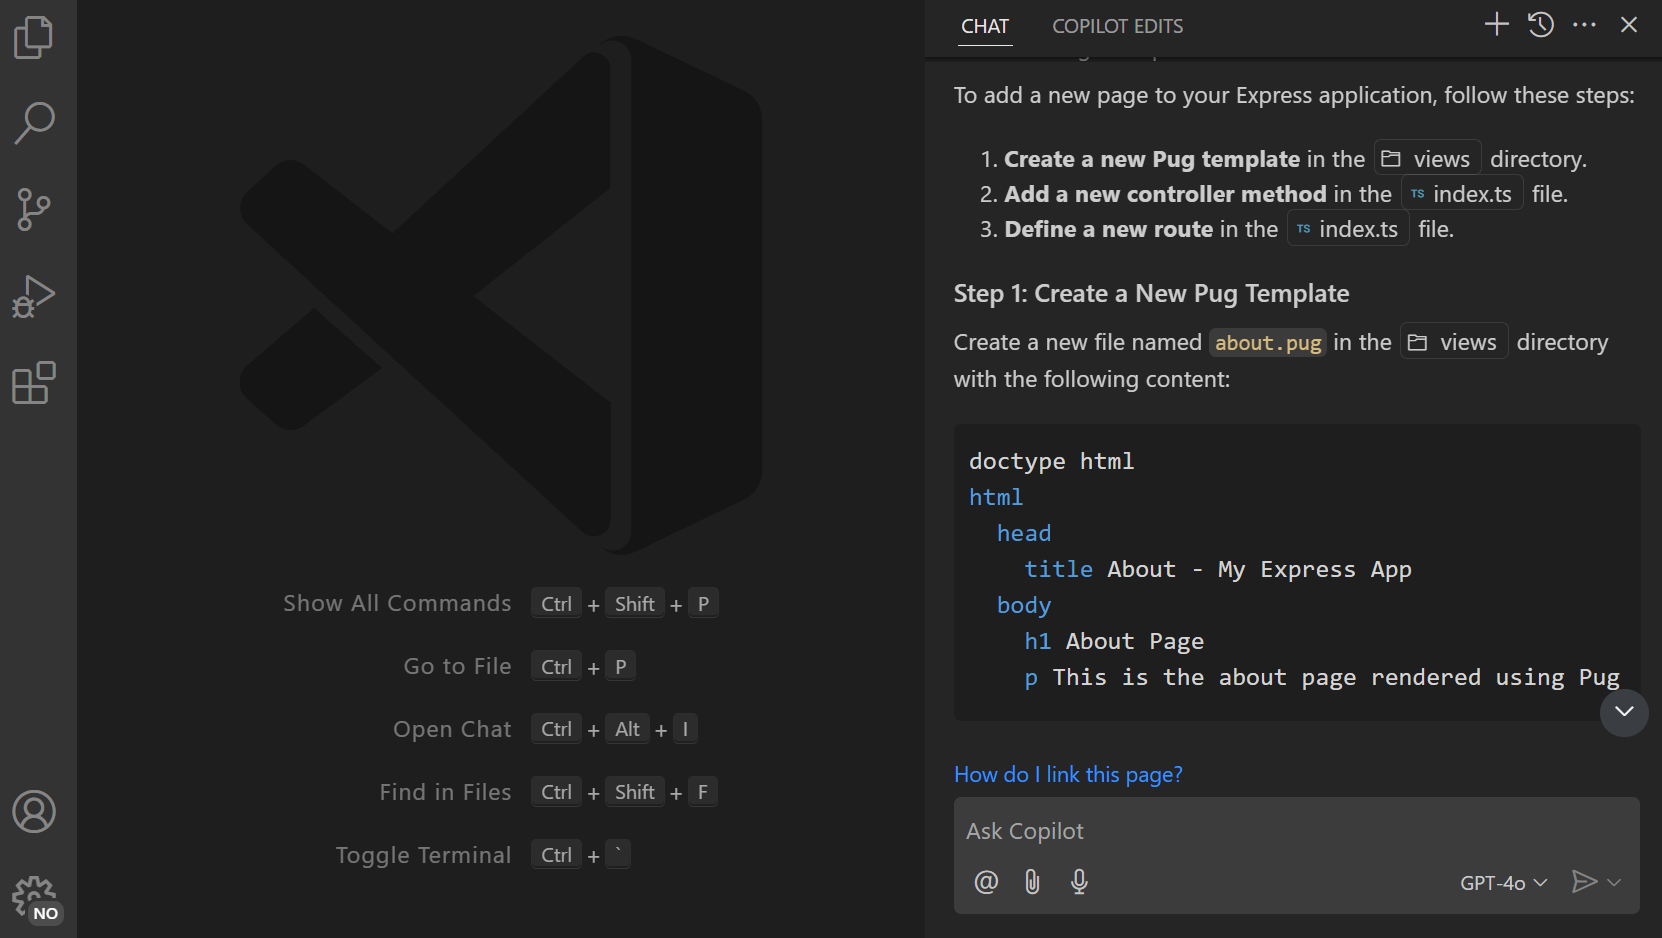 CHAT COPILOT EDITS
To add a new page to your Express application, follow these steps:
1. Create a new Pug template in the views directory.
2. Add a new controller method in the TS index.ts file.
3. Define a new route in the TS index.ts file.
Step 1: Create a New Pug Template
Create a new file named about.pug in the views directory
with the following content:
doctype html
html
head
title About - My Express App
body
h1 About Page
p This is the about page rendered using Pug
How do I link this page?
Ask Copilot
@ GPT-4o
Show All Commands Ctrl + Shift + P
Go to File Ctrl + P
Open Chat Ctrl + Alt + I
Find in Files Ctrl + Shift + F
Toggle Terminal Ctrl + `
NO